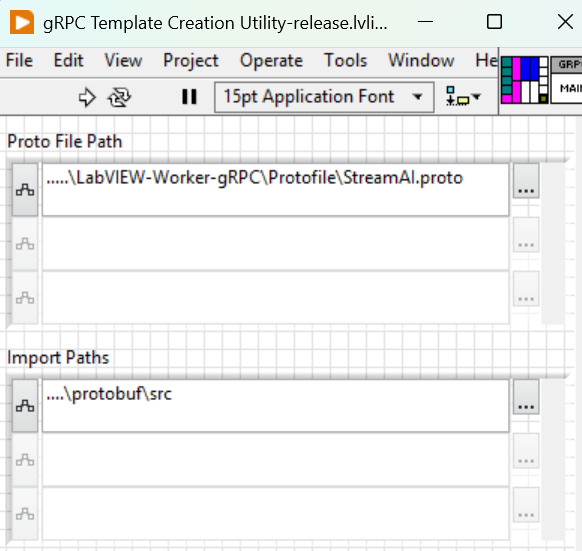 gRPC Template Creation Utility-release.lvli...
File Edit View Project Operate Tools Window He
GRP
MAI
15pt Application Font
Proto File Path
.....\LabVIEW-Worker-gRPC\Protofile\StreamAI.proto
...
...
...
Import Paths
....\protobuf\src
...
...
...